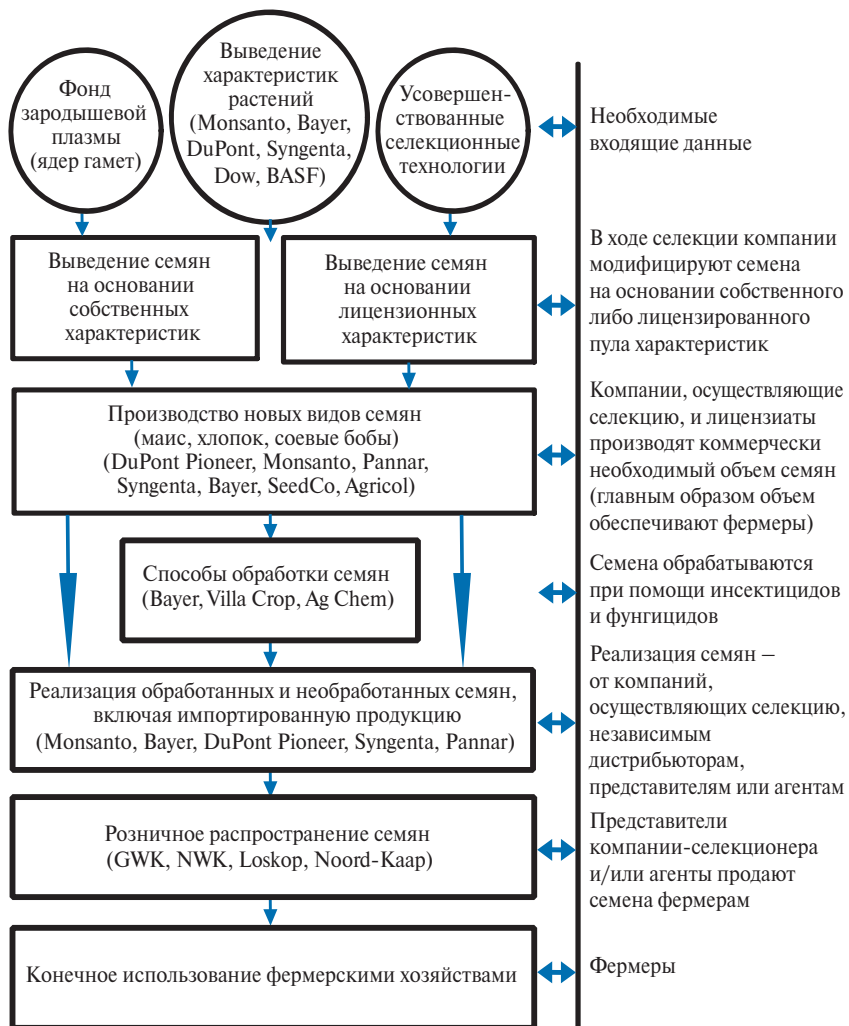 Фонд
зародышевой
плазмы
(ядер гамет)
Выведение
характеристик
растений
(Monsanto, Bayer,
DuPont, Syngenta,
Dow, BASF)
Усовершен-
ствованные
селекционные
технологии
Необходимые
входящие данные
Выведение семян
на основании
собственных
характеристик
Выведение семян
на основании
лицензионных
характеристик
В ходе селекции компании
модифицируют семена
на основании собственного
либо лицензированного
пула характеристик
Производство новых видов семян
(маис, хлопок, соевые бобы)
(DuPont Pioneer, Monsanto, Pannar,
Syngenta, Bayer, SeedCo, Agricol)
Компании, осуществляющие
селекцию, и лицензиаты
производят коммерчески
необходимый объем семян
(главным образом объем
обеспечивают фермеры)
Способы обработки семян
(Bayer, Villa Crop, Ag Chem)
Семена обрабатываются
при помощи инсектицидов
и фунгицидов
Реализация обработанных и необработанных семян,
включая импортированную продукцию
(Monsanto, Bayer, DuPont Pioneer, Syngenta, Pannar)
Реализация семян –
от компаний,
осуществляющих селекцию,
независимым
дистрибьюторам,
представителям или агентам
Розничное распространение семян
(GWK, NWK, Loskop, Noord-Kaap)
Представители
компании-селекционера
и/или агенты продают
семена фермерам
Конечное использование фермерскими хозяйствами
Фермеры